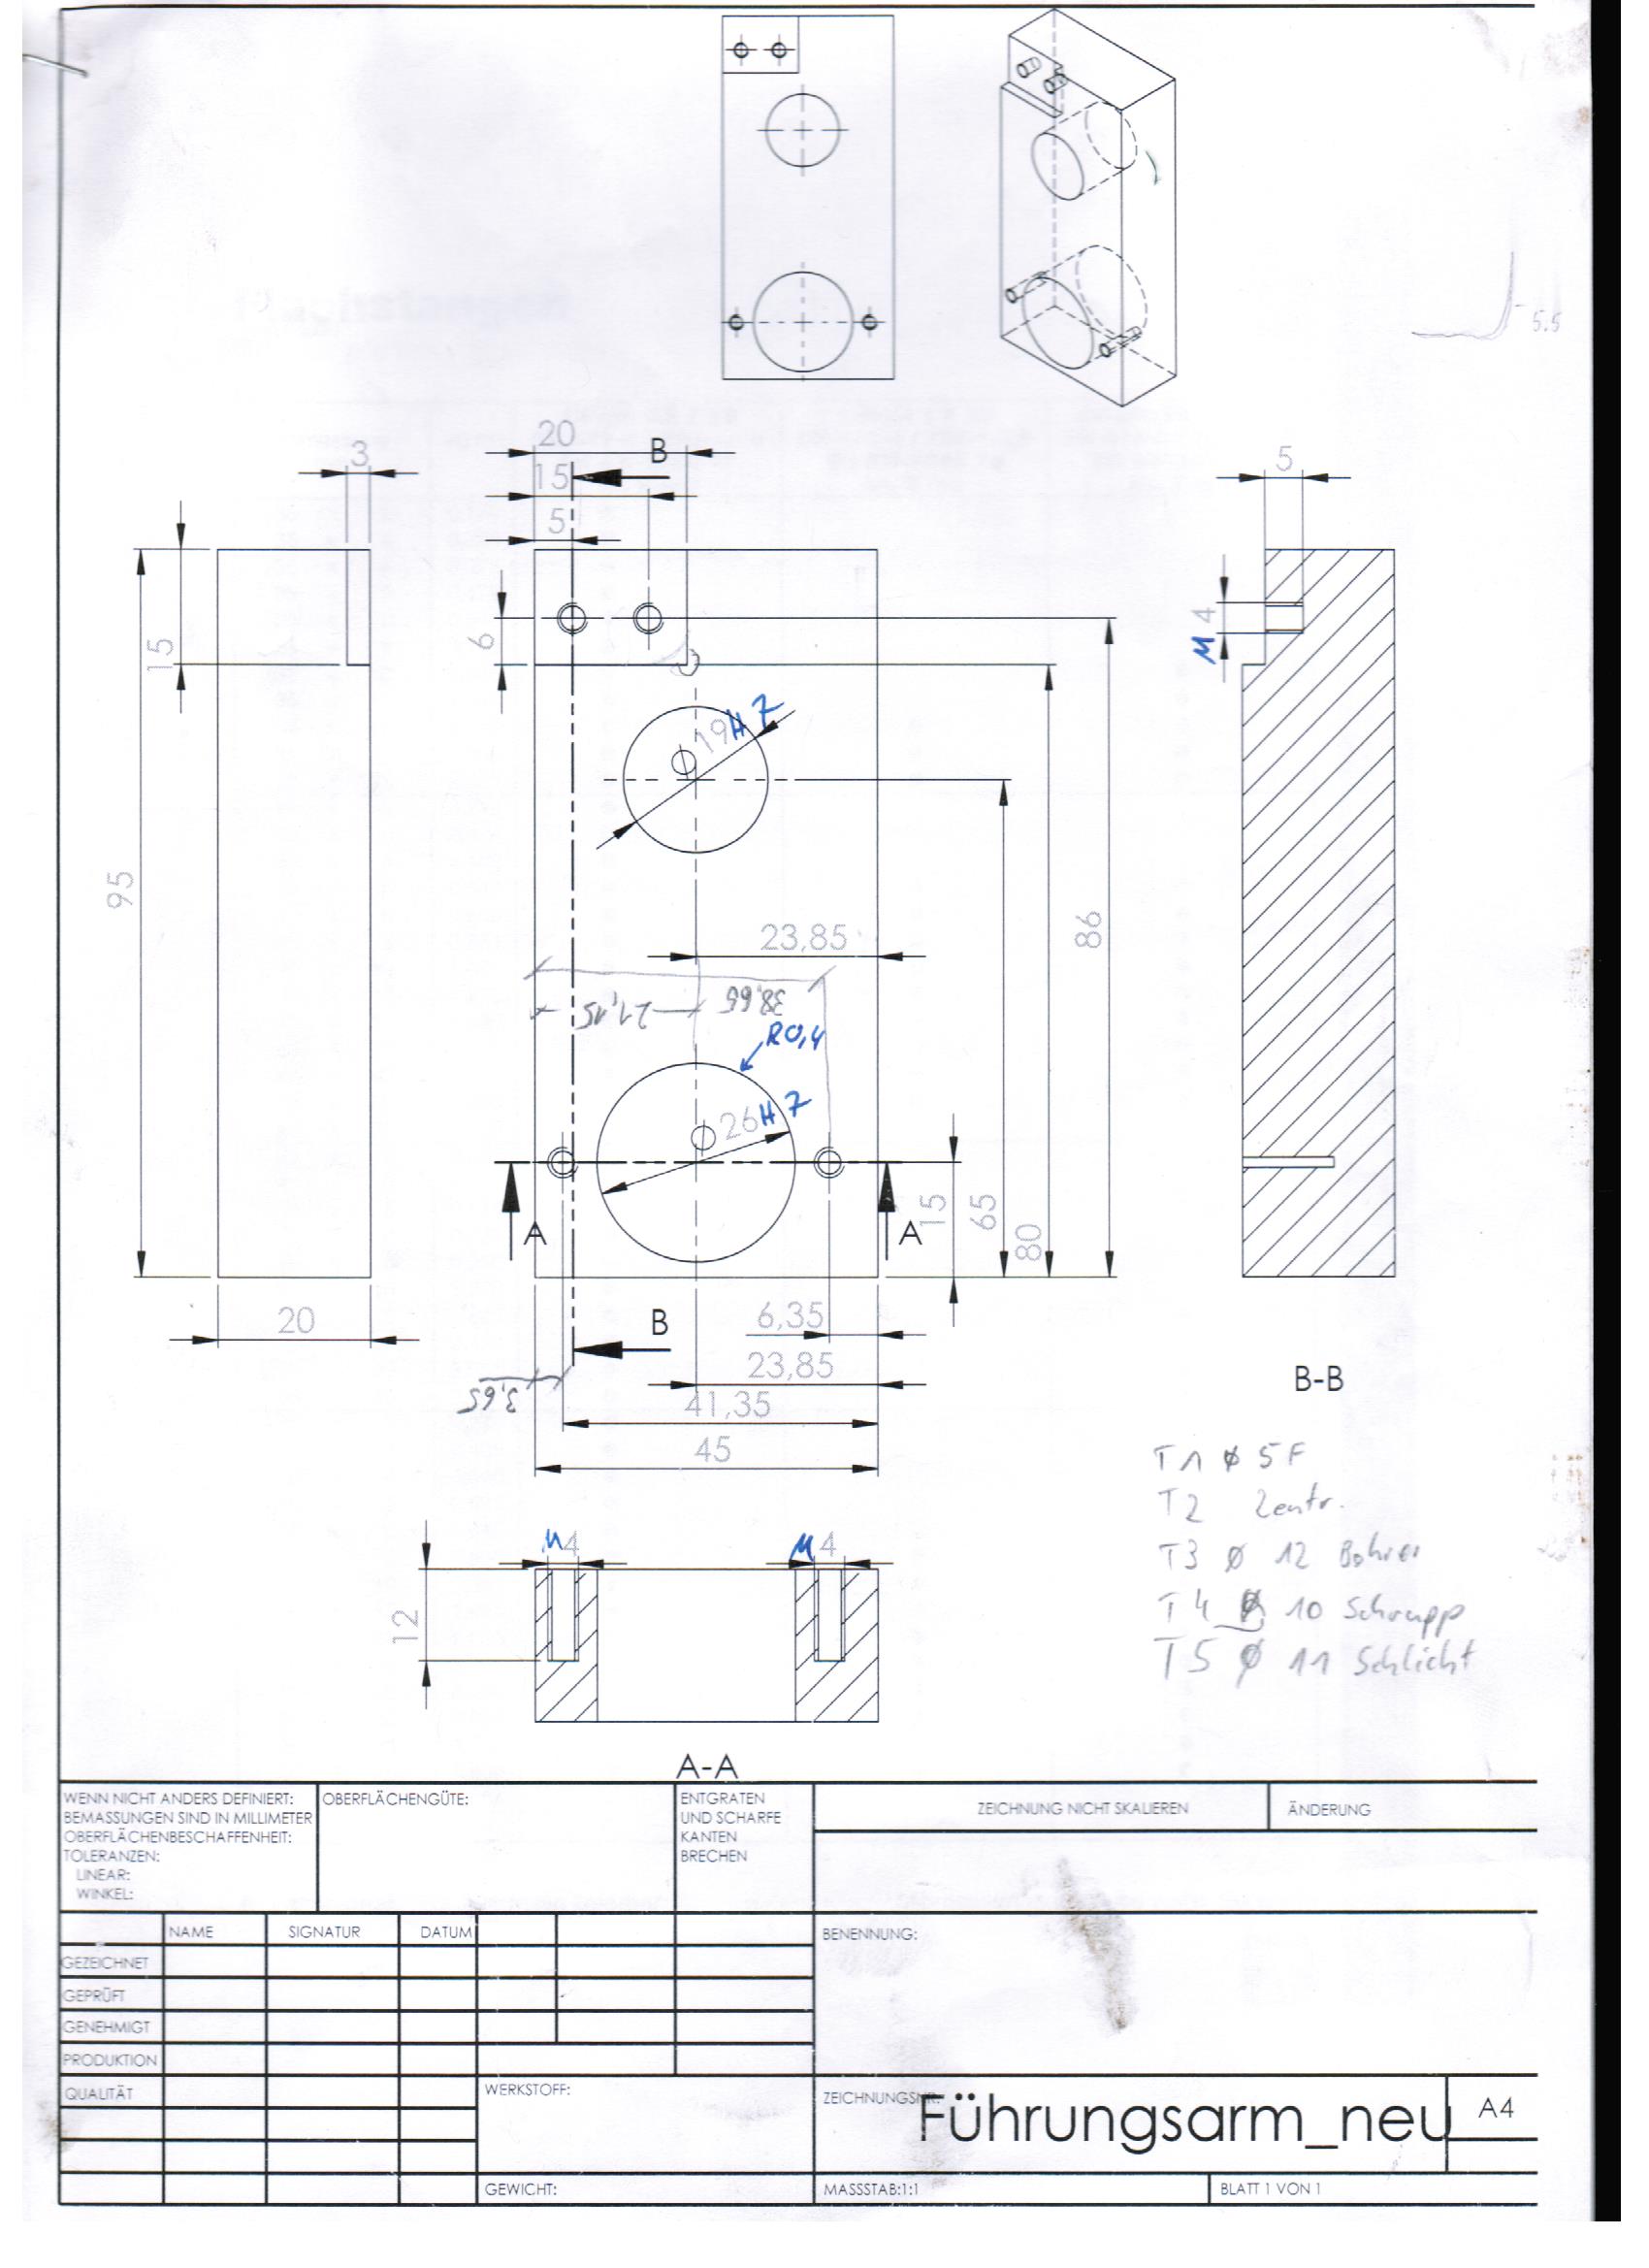 5.5
20
B
3
15
5
5
15
6
M 4
19H7
95
86
23,85
21,15
38,65
R0,4
26H7
15
65
80
A
A
20
6,35
B
23,85
3,65
41,35
B-B
45
T1 ø 5 F
T2 Zentr.
M4
M 4
T3 ø 12 Bohrer
12
T4 ø 10 Schrupp
T5 ø 11 Schlicht
A-A
WENN NICHT ANDERS DEFINIERT:
BEMASSUNGEN SIND IN MILLIMETER
OBERFLÄCHENBESCHAFFENHEIT:
TOLERANZEN:
LINEAR:
WINKEL:
OBERFLÄCHENGÜTE:
ENTGRATEN
UND SCHARFE
KANTEN
BRECHEN
ZEICHNUNG NICHT SKALIEREN
ÄNDERUNG
NAME SIGNATUR DATUM
GEZEICHNET
GEPRÜFT
GENEHMIGT
PRODUKTION
QUALITÄT
BENENNUNG:
WERKSTOFF:
ZEICHNUNGSNR.
Führungsarm_neu
A4
GEWICHT:
MASSSTAB:1:1
BLATT 1 VON 1